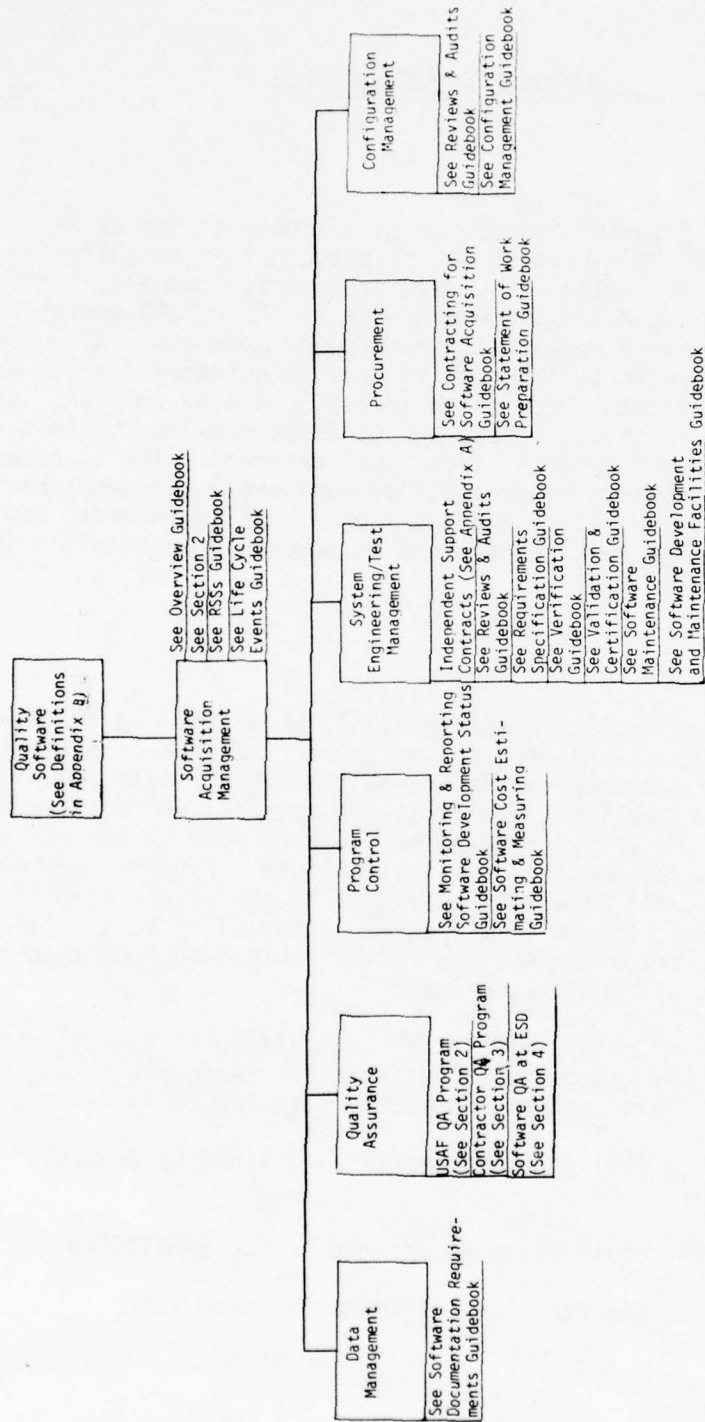 Quality
Software
(See Definitions
in Appendix B)
Software
Acquisition
Management
See Overview Guidebook
See Section 2
See RSSs Guidebook
See Life Cycle
Events Guidebook
Data
Management
See Software
Documentation Require-
ments Guidebook
Quality
Assurance
USAF QA Program
(See Section 2)
Contractor QA Program
(See Section 3)
Software QA at ESD
(See Section 4)
Program
Control
See Monitoring & Reporting
Software Development Status
Guidebook
See Software Cost Esti-
mating & Measuring
Guidebook
System
Engineering/Test
Management
Independent Support
Contracts (See Appendix A)
See Reviews & Audits
Guidebook
See Requirements
Specification Guidebook
See Verification
Guidebook
See Validation &
Certification Guidebook
See Software
Maintenance Guidebook
See Software Development
and Maintenance Facilities Guidebook
Procurement
See Contracting for
Software Acquisition
Guidebook
See Statement of Work
Preparation Guidebook
Configuration
Management
See Reviews & Audits
Guidebook
See Configuration
Management Guidebook